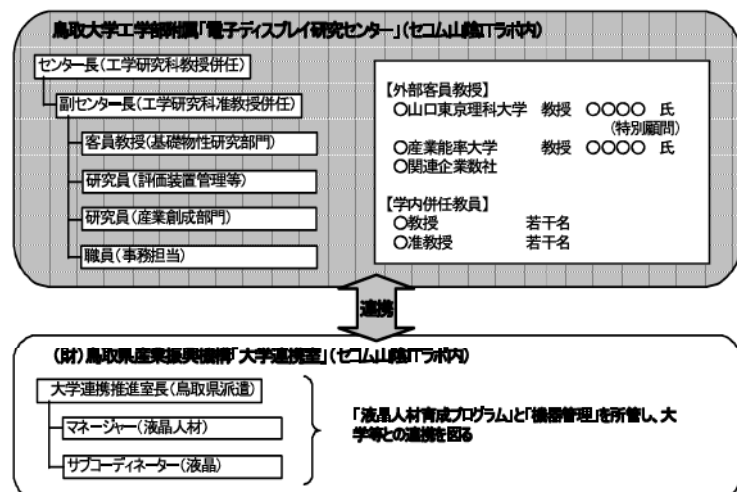 鳥取大学工学部附属「電子ディスプレイ研究センター」(セコム山陰ITラボ内)
センター長(工学研究科教授併任)
副センター長(工学研究科准教授併任)
客員教授(基礎物性研究部門)
研究員(評価装置管理等)
研究員(産業創成部門)
職員(事務担当)
【外部客員教授】
○山口東京理科大学 教授 ○○○○ 氏
(特別顧問)
○産業能率大学 教授 ○○○○ 氏
○関連企業数社
【学内併任教員】
○教授 若干名
○准教授 若干名
連携
(財)鳥取県産業振興機構「大学連携室」(セコム山陰ITラボ内)
大学連携推進室長(鳥取県派遣)
マネージャー(液晶人材)
サブコーディネーター(液晶)
「液晶人材育成プログラム」と「機器管理」を所管し、大
学等との連携を図る